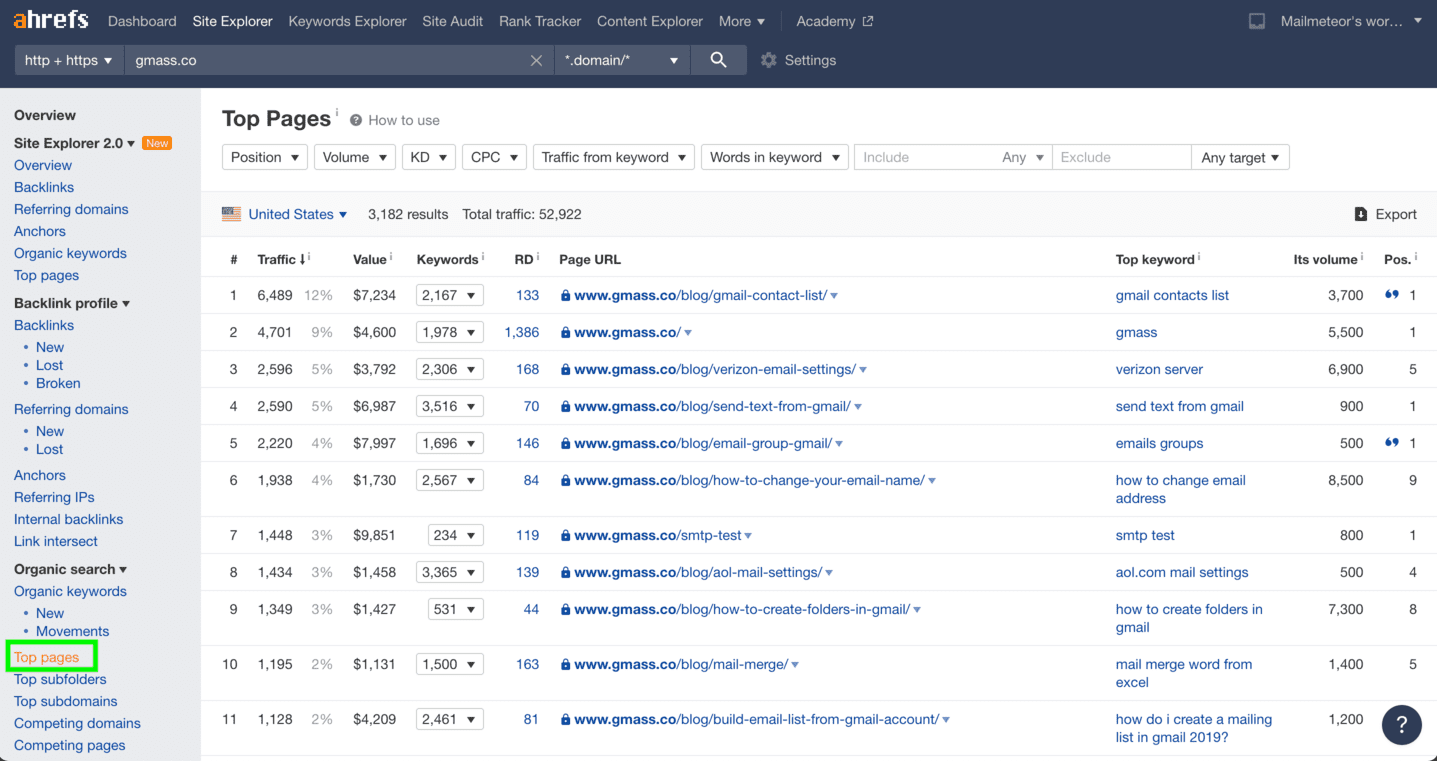 ahrefs Dashboard Site Explorer Keywords Explorer Site Audit Rank Tracker Content Explorer More Academy Mailmeteor's wor...
http + https gmass.co *.domain/* Settings
Overview
Site Explorer 2.0 New
Overview
Backlinks
Referring domains
Anchors
Organic keywords
Top pages
Backlink profile
Backlinks
• New
• Lost
• Broken
Referring domains
• New
• Lost
Anchors
Referring IPs
Internal backlinks
Link intersect
Organic search
Organic keywords
• New
• Movements
Top pages
Top subfolders
Top subdomains
Competing domains
Competing pages
Top Pages i ? How to use
Position Volume KD CPC Traffic from keyword Words in keyword Include Any Exclude Any target
United States 3,182 results Total traffic: 52,922 Export
# Traffic ↓ i Value i Keywords i RD i Page URL Top keyword i Its volume i Pos. i
1 6,489 12% $7,234 2,167 133 www.gmass.co/blog/gmail-contact-list/ gmail contacts list 3,700 1
2 4,701 9% $4,600 1,978 1,386 www.gmass.co/ gmass 5,500 1
3 2,596 5% $3,792 2,306 168 www.gmass.co/blog/verizon-email-settings/ verizon server 6,900 5
4 2,590 5% $6,987 3,516 70 www.gmass.co/blog/send-text-from-gmail/ send text from gmail 900 1
5 2,220 4% $7,997 1,696 146 www.gmass.co/blog/email-group-gmail/ emails groups 500 1
6 1,938 4% $1,730 2,567 84 www.gmass.co/blog/how-to-change-your-email-name/ how to change email 8,500 9
address
7 1,448 3% $9,851 234 119 www.gmass.co/smtp-test smtp test 800 1
8 1,434 3% $1,458 3,365 139 www.gmass.co/blog/aol-mail-settings/ aol.com mail settings 500 4
9 1,349 3% $1,427 531 44 www.gmass.co/blog/how-to-create-folders-in-gmail/ how to create folders in 7,300 8
gmail
10 1,195 2% $1,131 1,500 163 www.gmass.co/blog/mail-merge/ mail merge word from 1,400 5
excel
11 1,128 2% $4,209 2,461 81 www.gmass.co/blog/build-email-list-from-gmail-account/ how do i create a mailing 1,200
list in gmail 2019?
?